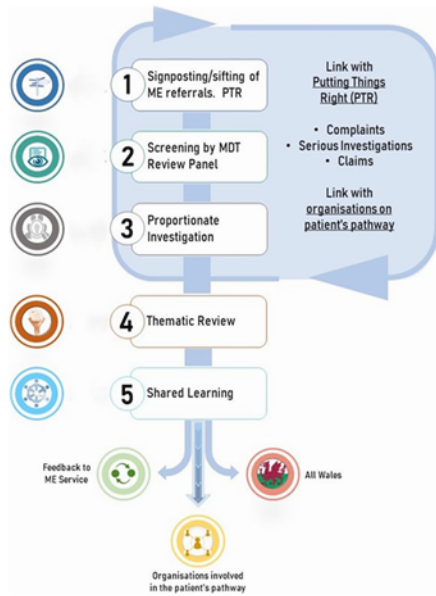 1
Signposting/sifting of
ME referrals. PTR
2
Screening by MDT
Review Panel
3
Proportionate
Investigation
Link with
Putting Things
Right (PTR)
• Complaints
• Serious Investigations
• Claims
Link with
organisations on
patient's pathway
4
Thematic Review
5
Shared Learning
Feedback to
ME Service
All Wales
Organisations involved
in the patient's pathway